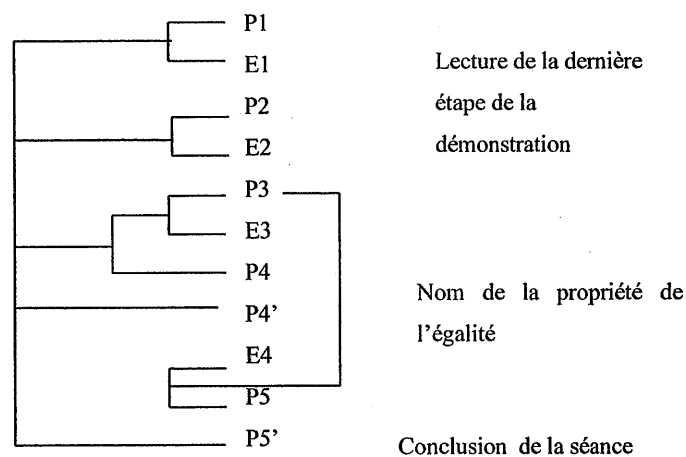 P1
E1
Lecture de la dernière
étape de la
démonstration
P2
E2
P3
E3
P4
Nom de la propriété de
l'égalité
P4'
E4
P5
P5'
Conclusion de la séance